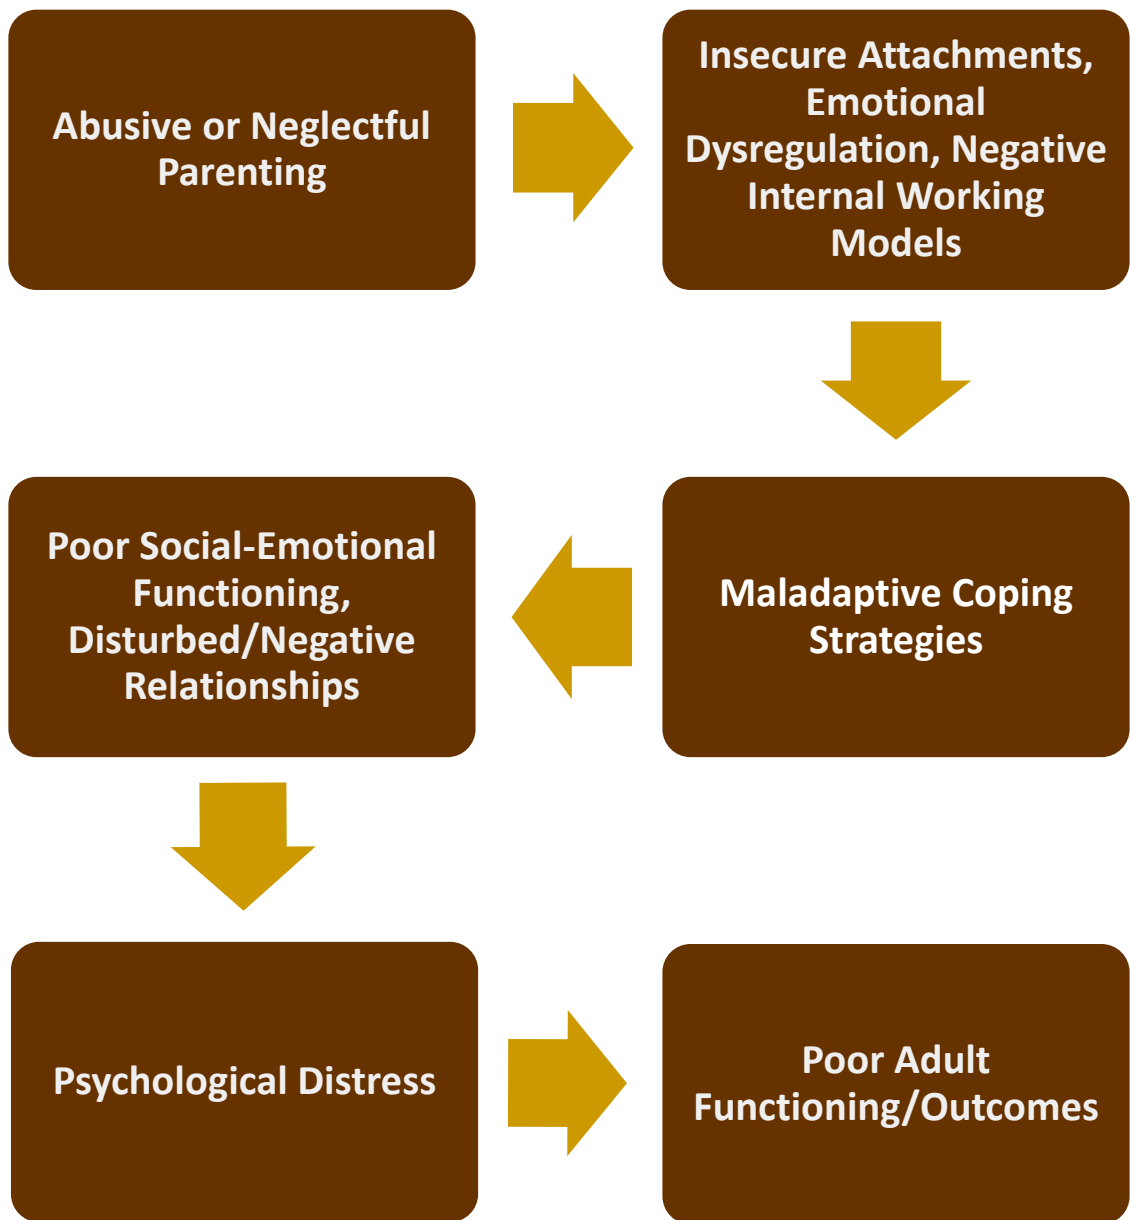 Abusive or Neglectful
Parenting
Insecure Attachments,
Emotional
Dysregulation, Negative
Internal Working
Models
Maladaptive Coping
Strategies
Poor Social-Emotional
Functioning,
Disturbed/Negative
Relationships
Psychological Distress
Poor Adult
Functioning/Outcomes